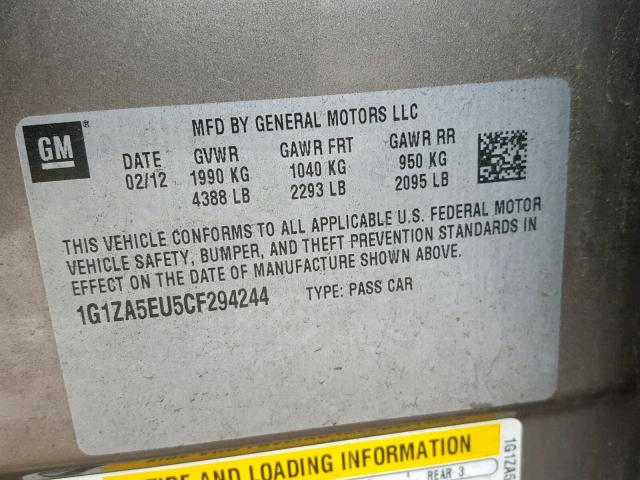 MFD BY GENERAL MOTORS LLC
GM®
DATE GVWR GAWR FRT GAWR RR
02/12 1990 KG 1040 KG 950 KG
4388 LB 2293 LB 2095 LB
THIS VEHICLE CONFORMS TO ALL APPLICABLE U.S. FEDERAL MOTOR
VEHICLE SAFETY, BUMPER, AND THEFT PREVENTION STANDARDS IN
EFFECT ON THE DATE OF MANUFACTURE SHOWN ABOVE.
1G1ZA5EU5CF294244 TYPE: PASS CAR
TIRE AND LOADING INFORMATION
REAR 3
1G1ZA5